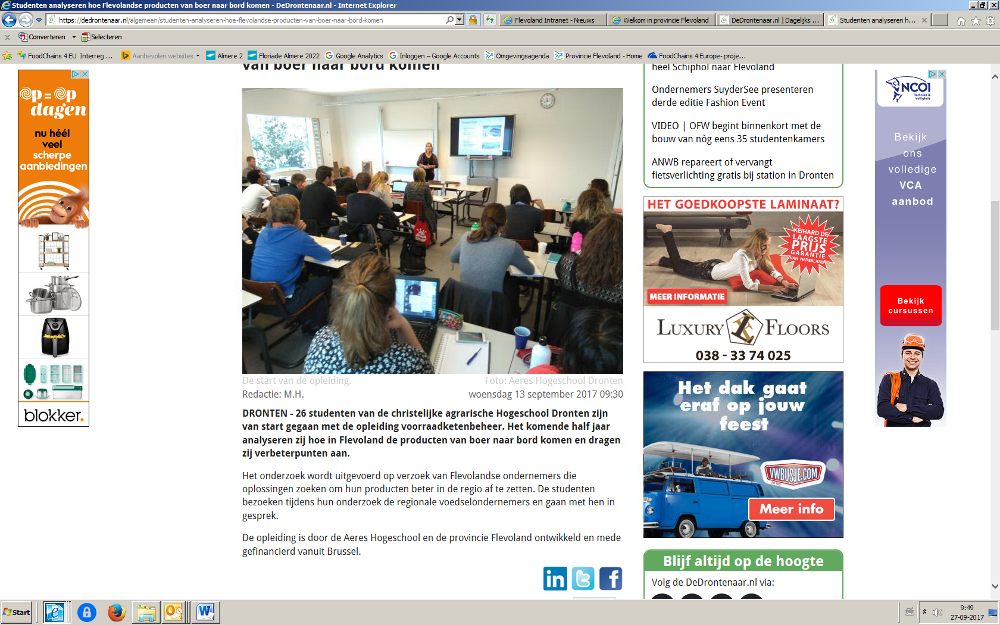 Studenten analyseren hoe Flevolandse producten van boer naar bord komen - DeDrontenaar.nl - Internet Explorer
https://dedrontenaar.nl/algemeen/studenten-analyseren-hoe-flevolandse-producten-van-boer-naar-bord-komen
Flevoland Intranet - Nieuws
Welkom in provincie Flevoland
DeDrontenaar.nl | Dagelijks ...
Studenten analyseren h...
Converteren
Selecteren
FoodChains 4 EU Interreg ...
Aanbevolen websites
Almere 2
Floriade Almere 2022
Google Analytics
Inloggen – Google Accounts
Omgevingsagenda
Provincie Flevoland - Home
FoodChains 4 Europe- proje...
op=op
dagen
nu héél
veel
scherpe
aanbiedingen
blokker.
van boer naar bord komen
De start van de opleiding.
Foto: Aeres Hogeschool Dronten
Redactie: M.H.
woensdag 13 september 2017 09:30
DRONTEN - 26 studenten van de christelijke agrarische Hogeschool Dronten zijn
van start gegaan met de opleiding voorraadketenbeheer. Het komende half jaar
analyseren zij hoe in Flevoland de producten van boer naar bord komen en dragen
zij verbeterpunten aan.
Het onderzoek wordt uitgevoerd op verzoek van Flevolandse ondernemers die
oplossingen zoeken om hun producten beter in de regio af te zetten. De studenten
bezoeken tijdens hun onderzoek de regionale voedselondernemers en gaan met hen in
gesprek.
De opleiding is door de Aeres Hogeschool en de provincie Flevoland ontwikkeld en mede
gefinancierd vanuit Brussel.
in
t
f
héél Schiphol naar Flevoland
Ondernemers SuyderSee presenteren
derde editie Fashion Event
VIDEO | OFW begint binnenkort met de
bouw van nòg eens 35 studentenkamers
ANWB repareert of vervangt
fietsverlichting gratis bij station in Dronten
HET GOEDKOOPSTE LAMINAAT?
KEIHARD DE
LAAGSTE
PRIJS
GARANTIE
VAN NEDERLAND
MEER INFORMATIE
LUXURY FLOORS
038 - 33 74 025
Het dak gaat
eraf op jouw
feest
VWBUSJE.COM
Meer info
Blijf altijd op de hoogte
Volg de DeDrontenaar.nl via:
NCOI
Techniek &
Veiligheid
Bekijk
ons
volledige
VCA
aanbod
Bekijk
cursussen
Start
9:49
27-09-2017